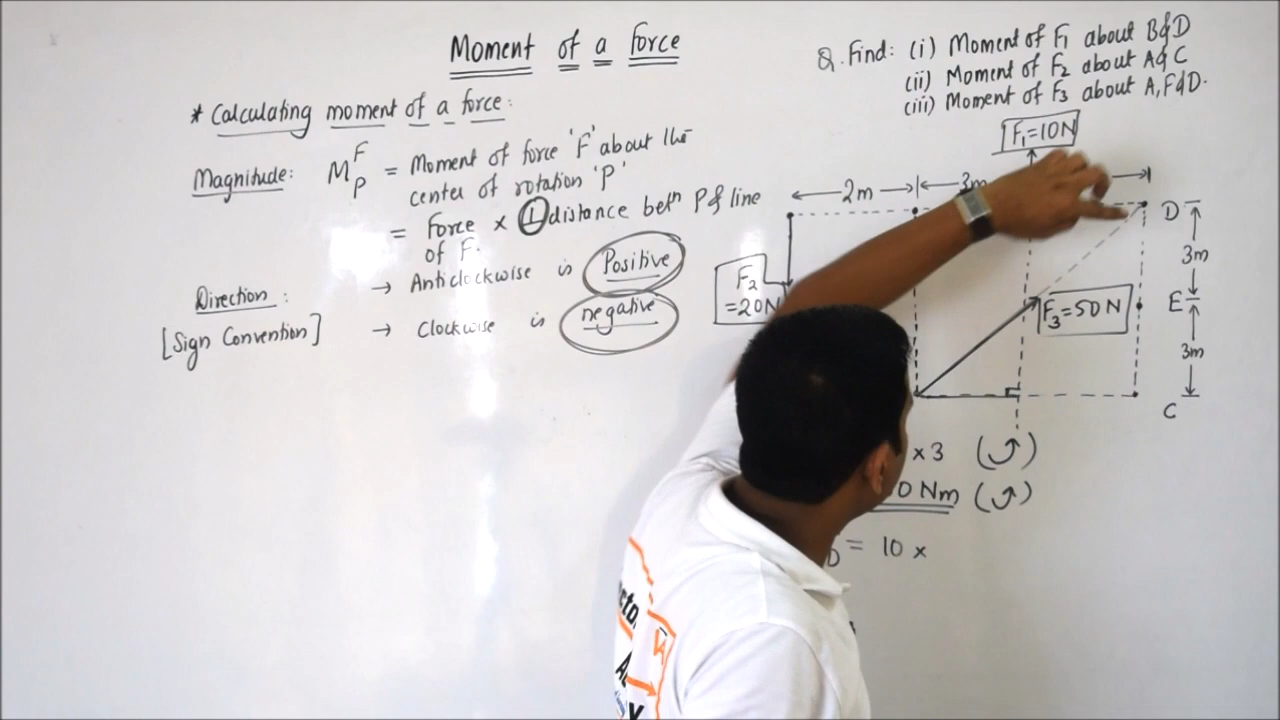 Moment of a force
* Calculating moment of a force:
Magnitude: M_P^F = Moment of force 'F' about the
center of rotation 'P'
= Force × ⊥ distance betⁿ P & line
of F.
Direction: → Anticlockwise is Positive
[Sign Convention] → Clockwise is negative
Q. Find: (i) Moment of F₁ about B & D
(ii) Moment of F₂ about A & C
(iii) Moment of F₃ about A, F & D.
F₁=10N
2m 3m
D
3m
F₂
=20N
E
F₃=50N
3m
C
× 3 (↺)
0 Nm (↺)
D = 10 ×